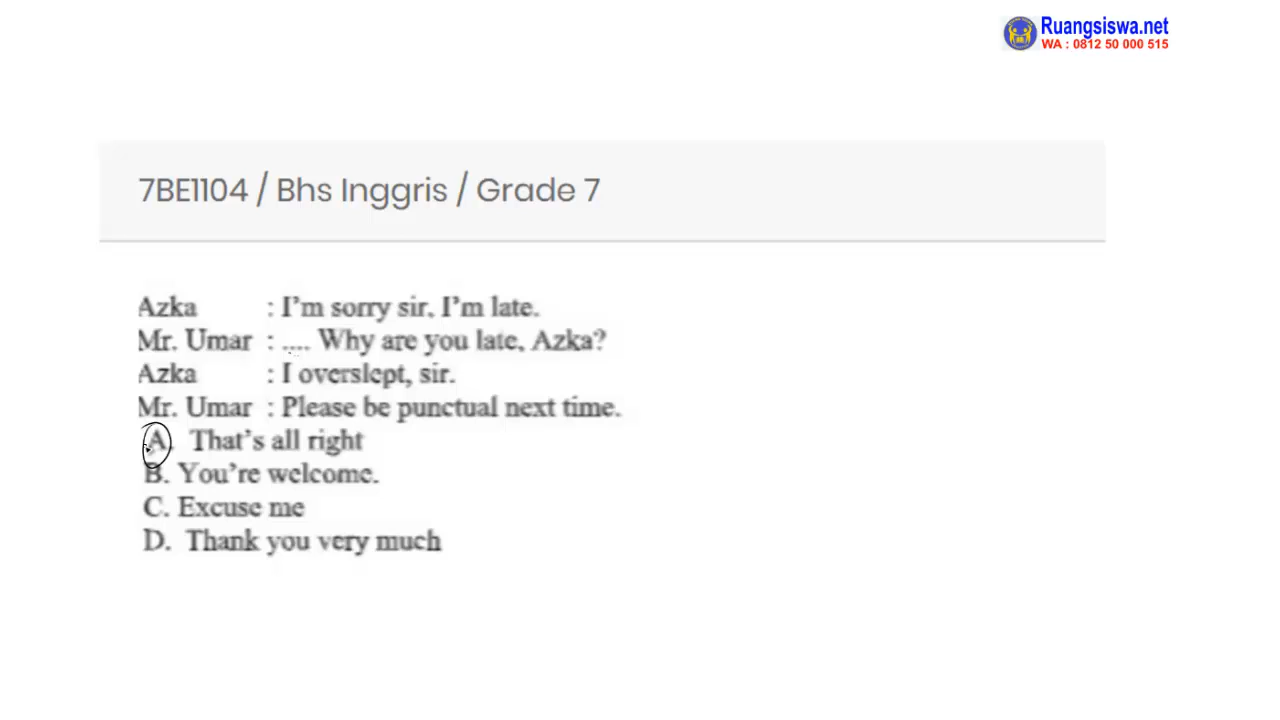 Ruangsiswa.net
WA : 0812 50 000 515
7BE1104 / Bhs Inggris / Grade 7
Azka : I'm sorry sir, I'm late.
Mr. Umar : .... Why are you late, Azka?
Azka : I overslept, sir.
Mr. Umar : Please be punctual next time.
A. That's all right
B. You're welcome.
C. Excuse me
D. Thank you very much